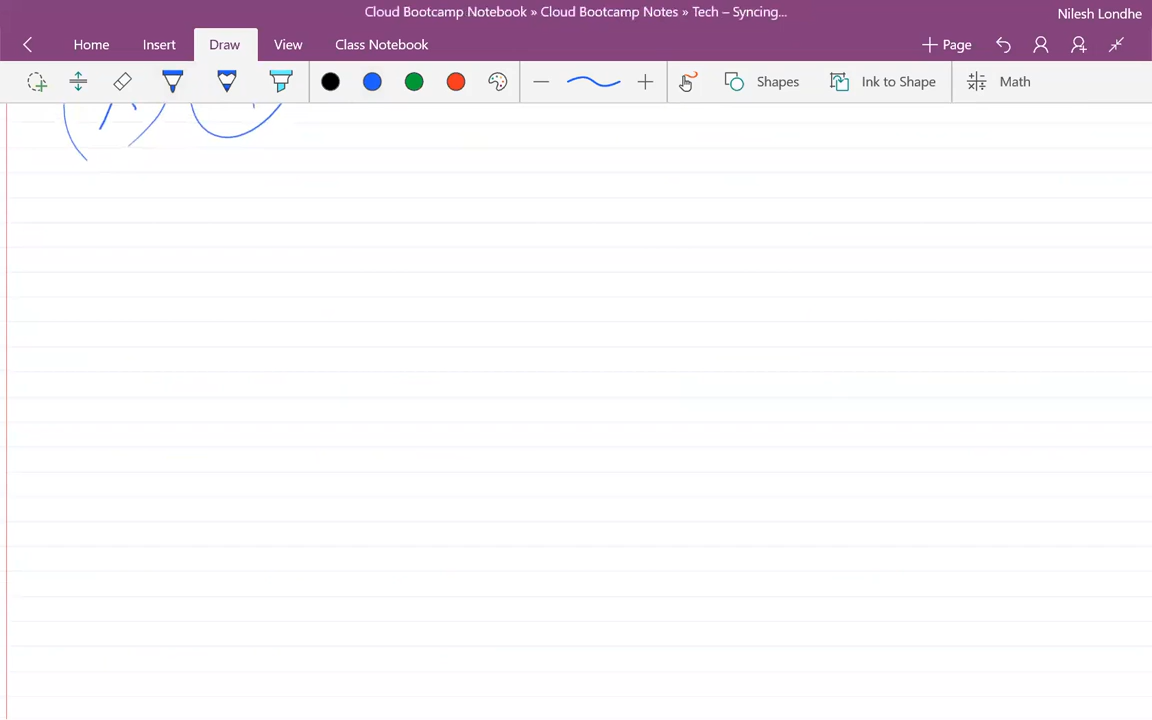 Cloud Bootcamp Notebook » Cloud Bootcamp Notes » Tech – Syncing...
Nilesh Londhe
Home Insert Draw View Class Notebook Page
Shapes Ink to Shape Math